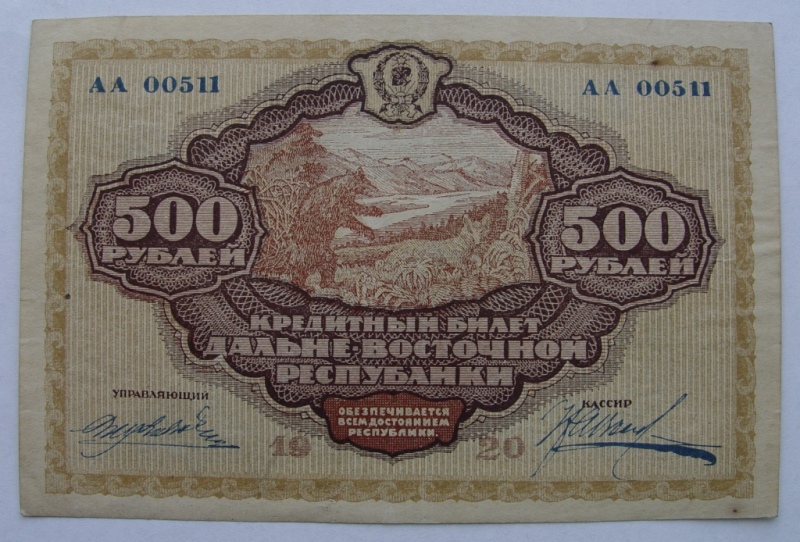 АА 00511
АА 00511
500
РУБЛЕЙ
500
РУБЛЕЙ
КРЕДИТНЫЙ БИЛЕТ
ДАЛЬНЕ-ВОСТОЧНОЙ
РЕСПУБЛИКИ
УПРАВЛЯЮЩИЙ
КАССИР
ОБЕЗПЕЧИВАЕТСЯ
ВСЕМ ДОСТОЯНИЕМ
РЕСПУБЛИКИ.
19 20